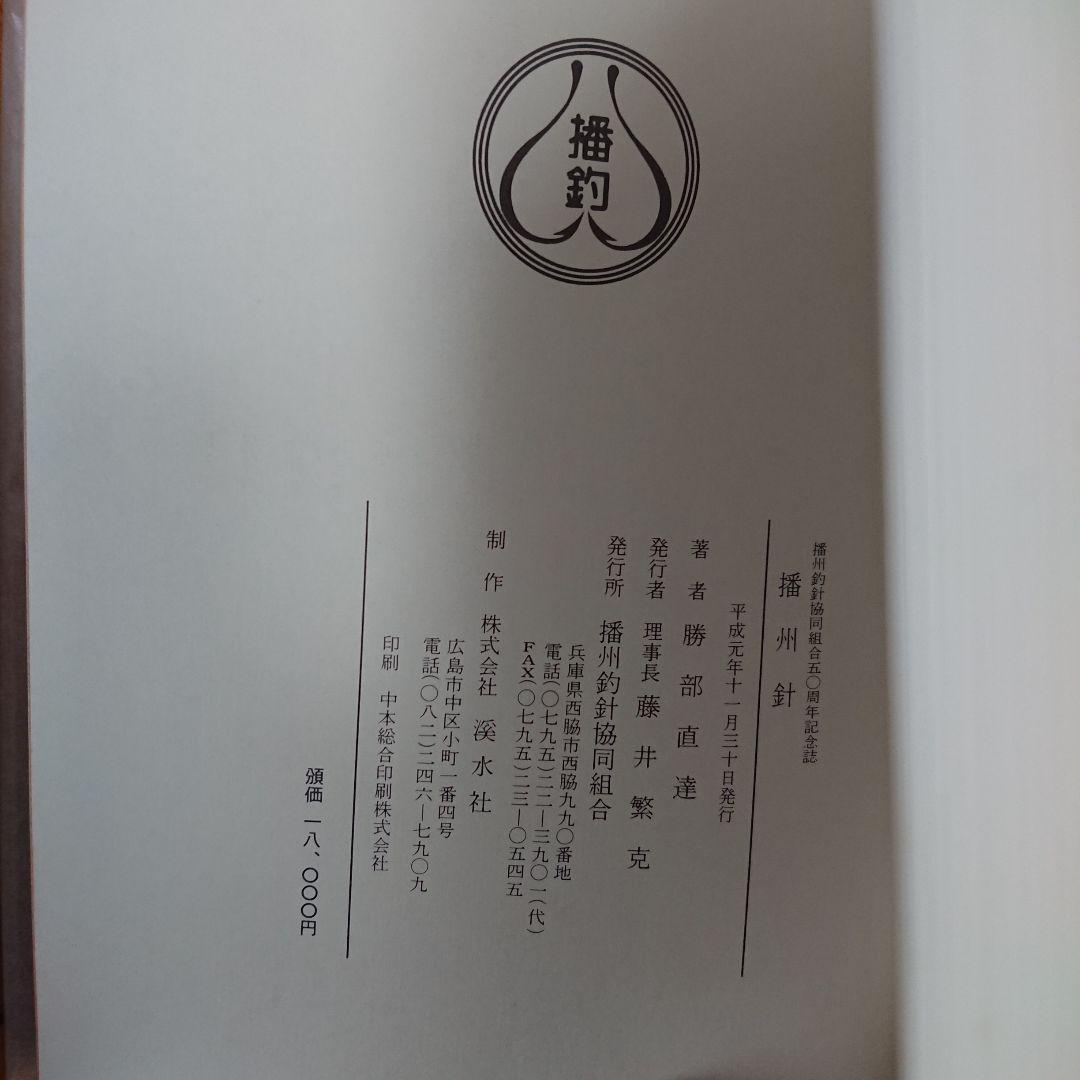 播釣
播州釣針協同組合五〇周年記念誌
播州針
平成元年十一月三十日発行
著者 勝部直達
発行者 理事長 藤井繁克
発行所 播州釣針協同組合
兵庫県西脇市西脇九九〇番地
電話(〇七九五)二二―三九〇一(代)
FAX(〇七九五)二三―〇五四五
制作 株式会社 溪水社
広島市中区小町一番四号
電話(〇八二)二四六―七九〇九
印刷 中本総合印刷株式会社
頒価 一八、〇〇〇円